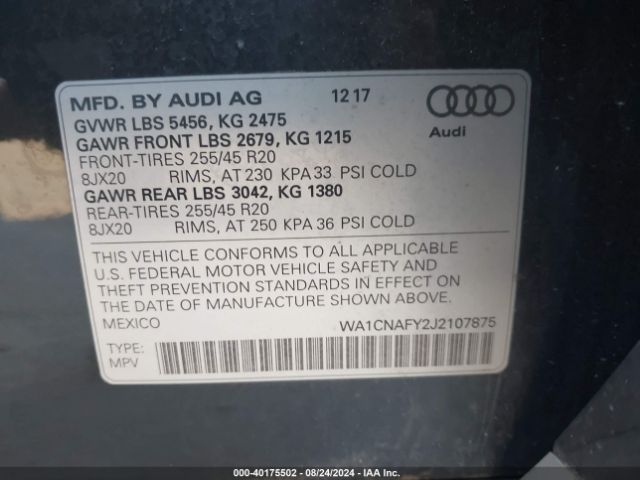 MFD. BY AUDI AG 12 17
GVWR LBS 5456, KG 2475
GAWR FRONT LBS 2679, KG 1215
FRONT-TIRES 255/45 R20
8JX20 RIMS, AT 230 KPA 33 PSI COLD
GAWR REAR LBS 3042, KG 1380
REAR-TIRES 255/45 R20
8JX20 RIMS, AT 250 KPA 36 PSI COLD
Audi
THIS VEHICLE CONFORMS TO ALL APPLICABLE
U.S. FEDERAL MOTOR VEHICLE SAFETY AND
THEFT PREVENTION STANDARDS IN EFFECT ON
THE DATE OF MANUFACTURE SHOWN ABOVE.
MEXICO WA1CNAFY2J2107875
TYPE:
MPV
000-40175502 - 08/24/2024 - IAA Inc.